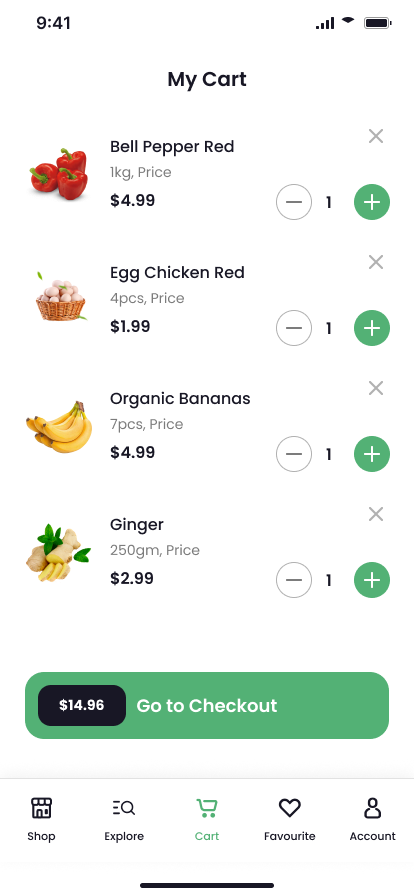 9:41
My Cart
Bell Pepper Red
1kg, Price
$4.99
1
Egg Chicken Red
4pcs, Price
$1.99
1
Organic Bananas
7pcs, Price
$4.99
1
Ginger
250gm, Price
$2.99
1
$14.96 Go to Checkout
Shop Explore Cart Favourite Account